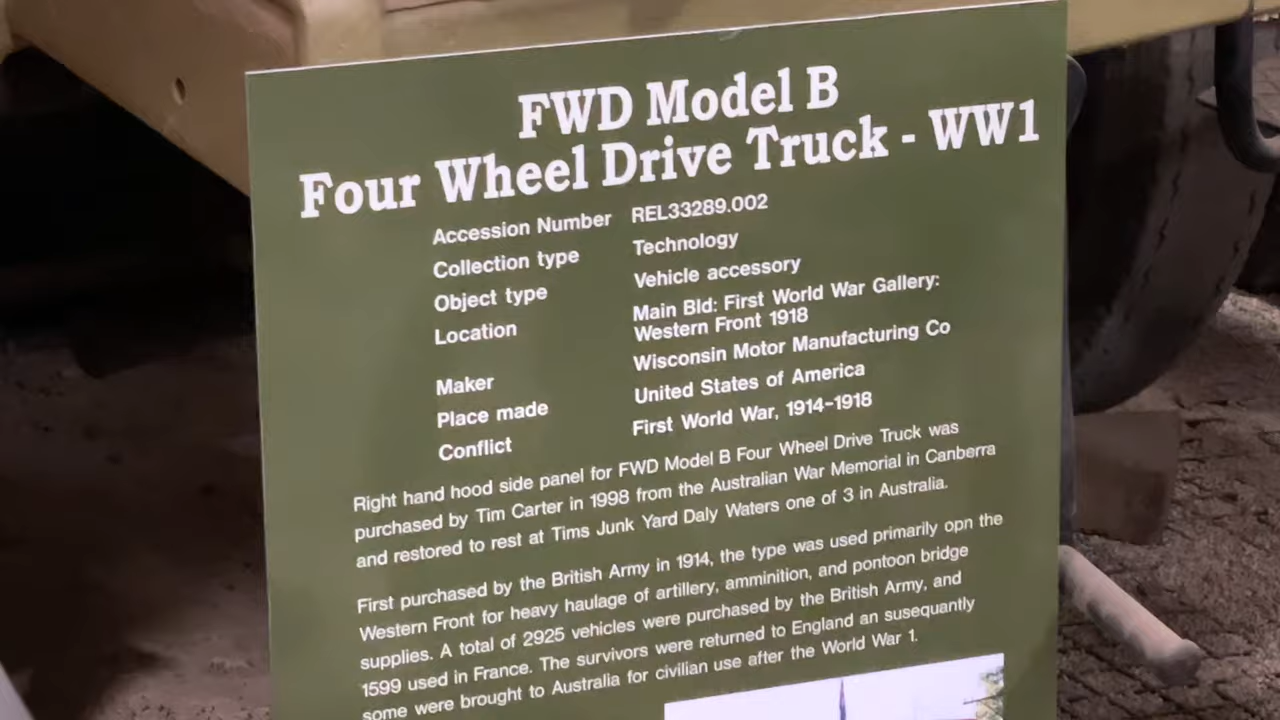 FWD Model B
Four Wheel Drive Truck - WW1
Accession Number REL33289.002
Collection type Technology
Object type Vehicle accessory
Location Main Bld: First World War Gallery:
Western Front 1918
Maker Wisconsin Motor Manufacturing Co
Place made United States of America
Conflict First World War, 1914-1918
Right hand hood side panel for FWD Model B Four Wheel Drive Truck was
purchased by Tim Carter in 1998 from the Australian War Memorial in Canberra
and restored to rest at Tims Junk Yard Daly Waters one of 3 in Australia.
First purchased by the British Army in 1914, the type was used primarily opn the
Western Front for heavy haulage of artillery, amminition, and pontoon bridge
supplies. A total of 2925 vehicles were purchased by the British Army, and
1599 used in France. The survivors were returned to England an susequantly
some were brought to Australia for civilian use after the World War 1.